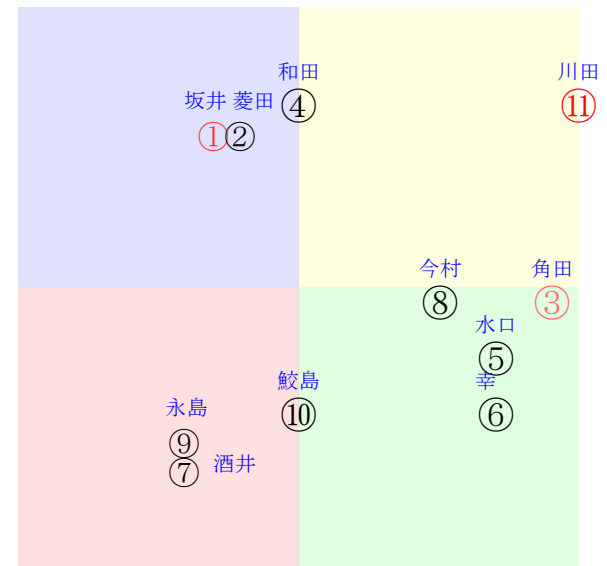 和田
川田
坂井 菱田
④
⑪
①②
今村
角田
⑧
③
水口
⑤
鮫島
幸
永島
⑩
⑥
⑨
酒井
⑦